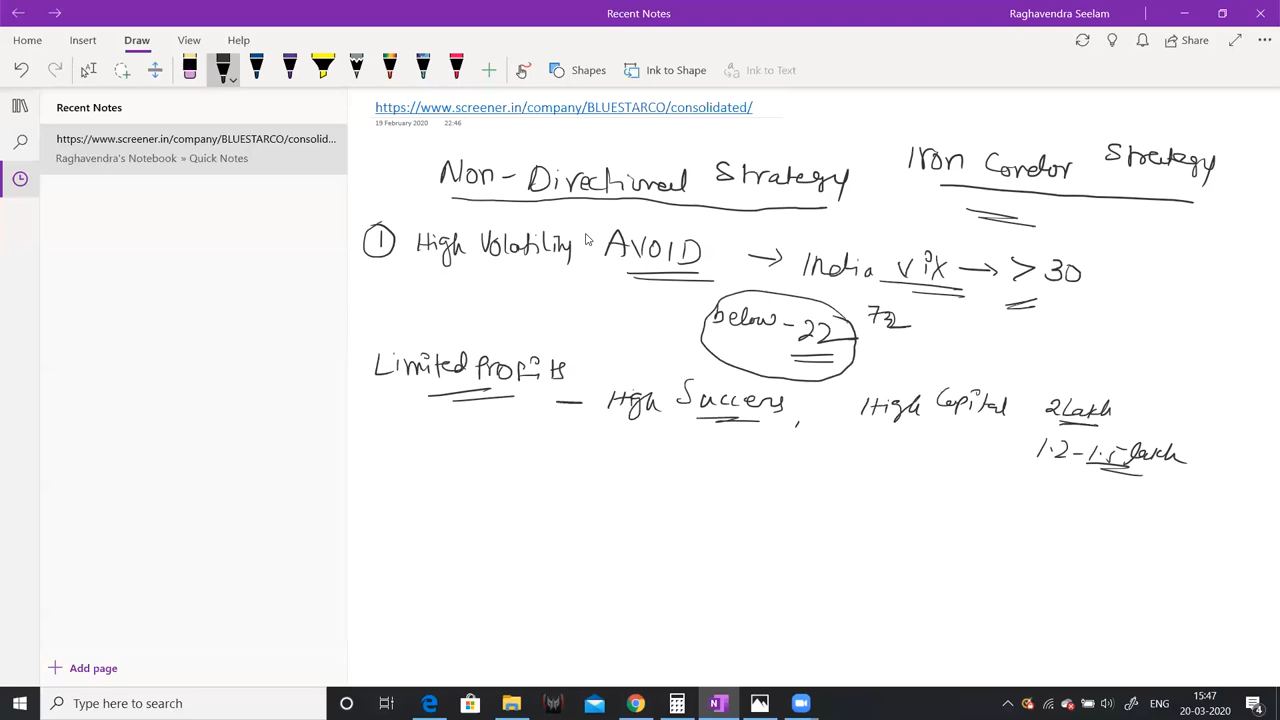 Recent Notes
Raghavendra Seelam
Home Insert Draw View Help
Share
Shapes Ink to Shape Ink to Text
Recent Notes
https://www.screener.in/company/BLUESTARCO/consolid...
Raghavendra's Notebook » Quick Notes
https://www.screener.in/company/BLUESTARCO/consolidated/
19 February 2020 22:46
Non-Directional Strategy
Iron Condor Strategy
① High Volatility AVOID → India ViX → > 30
below - 22
Limited Profits
- High Success, High Capital 2 Lakh
1.2 - 1.5 lakh
Add page
Type here to search
15:47
20-03-2020
4